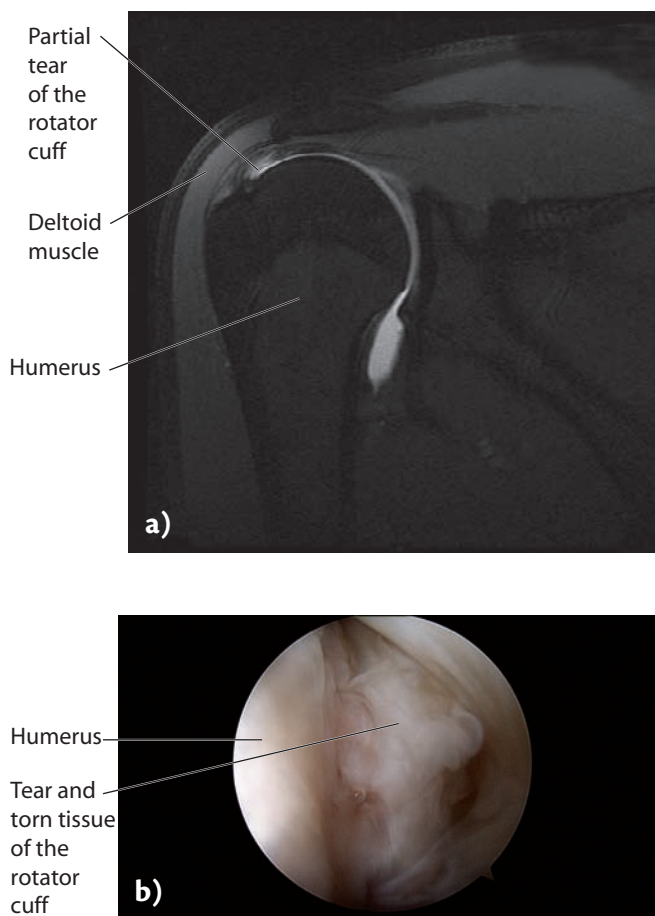 Partial
tear
of the
rotator
cuff
Deltoid
muscle
Humerus
a)
Humerus
Tear and
torn tissue
of the
rotator
cuff
b)